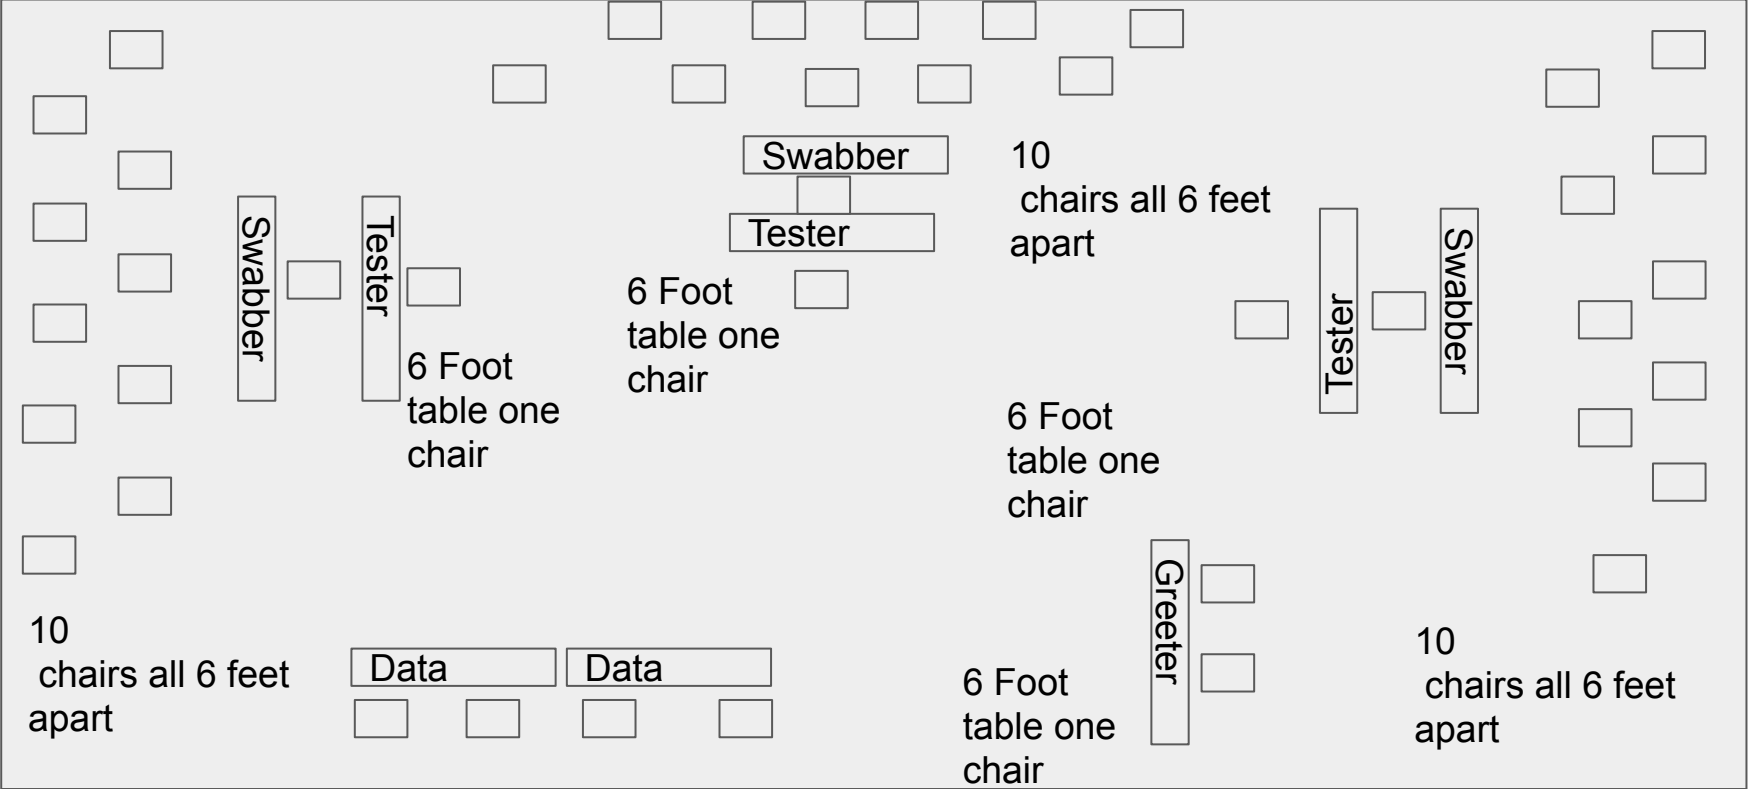 Swabber
Tester
10
chairs all 6 feet
apart
6 Foot
table one
chair
Swabber
Tester
6 Foot
table one
chair
Tester
Swabber
6 Foot
table one
chair
10
chairs all 6 feet
apart
Data
Data
6 Foot
table one
chair
Greeter
10
chairs all 6 feet
apart